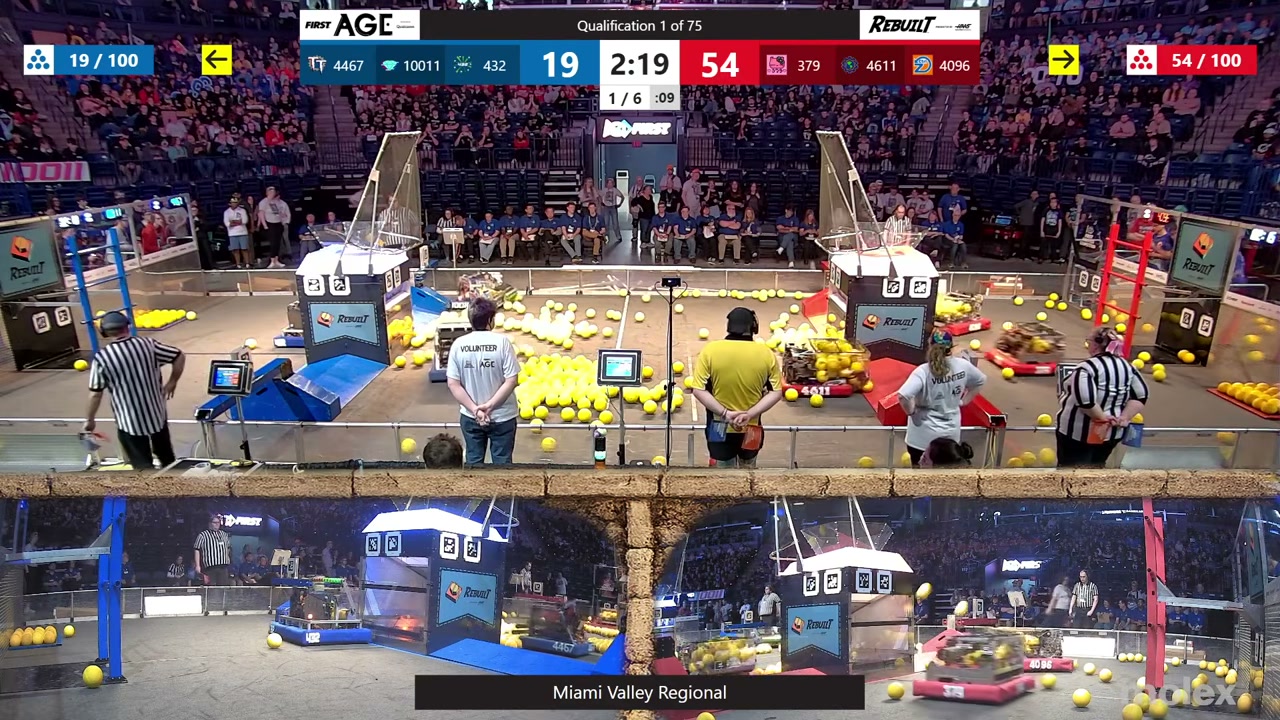 FIRST AGE
Qualification 1 of 75
REBUILT
19 / 100
4467
10011
432
19
2:19
54
379
4611
4096
54 / 100
1 / 6
:09
FIRST
REBUILT
REBUILT
REBUILT
REBUILT
VOLUNTEER
AGE
VOLUNTEER
4611
FIRST
FIRST
REBUILT
REBUILT
432
4467
4096
379
Miami Valley Regional
molex